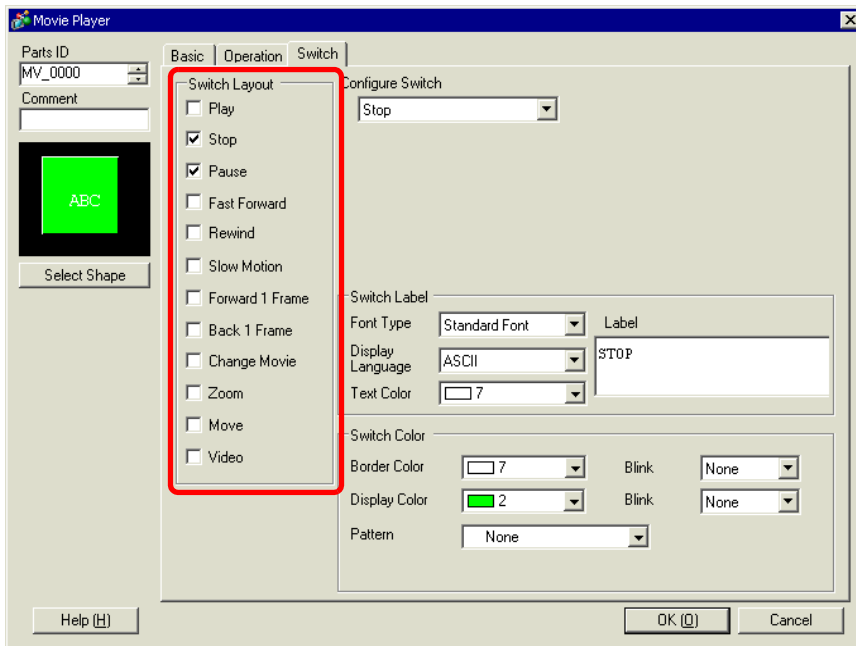 Movie Player
Parts ID
MV_0000
Comment
ABC
Select Shape
Basic
Operation
Switch
Switch Layout
Play
Stop
Pause
Fast Forward
Rewind
Slow Motion
Forward 1 Frame
Back 1 Frame
Change Movie
Zoom
Move
Video
Configure Switch
Stop
Switch Label
Font Type
Standard Font
Label
Display
Language
ASCII
STOP
Text Color
7
Switch Color
Border Color
7
Blink
None
Display Color
2
Blink
None
Pattern
None
Help (H)
OK (O)
Cancel